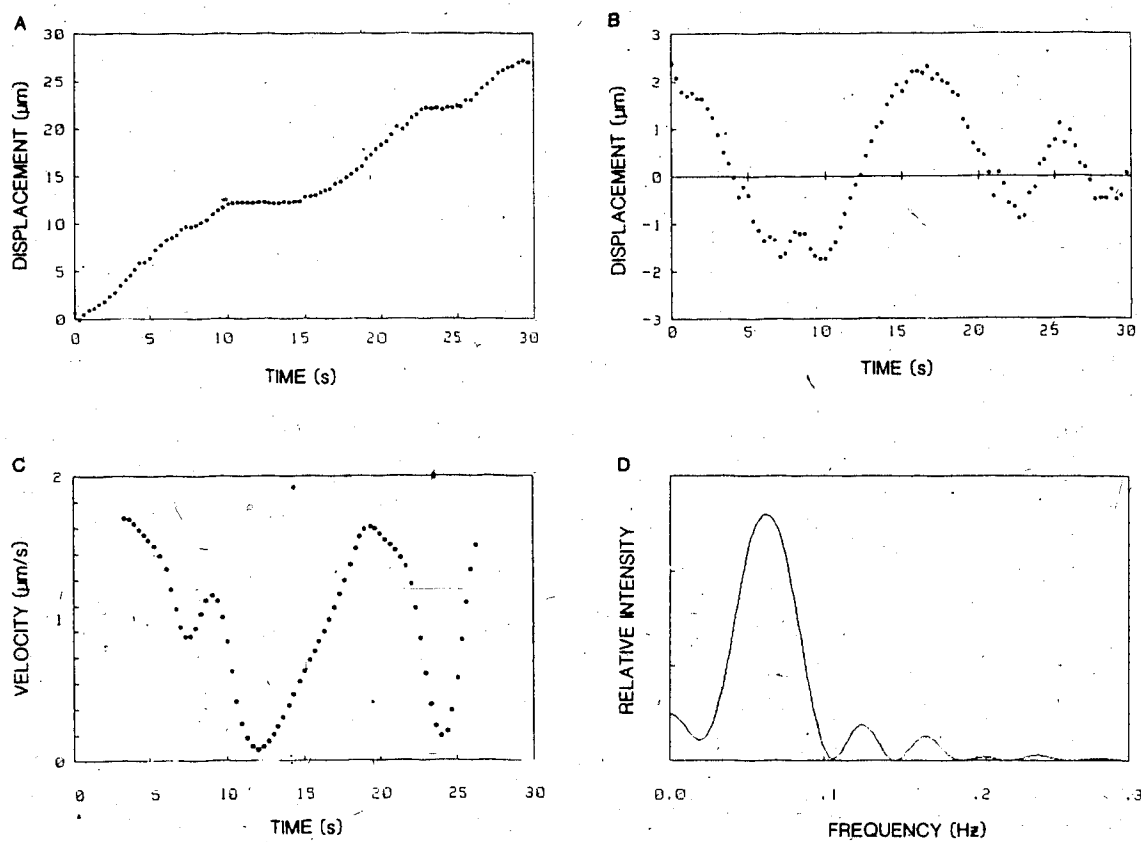 A
DISPLACEMENT (µm)
30
25
20
15
10
5
0
0 5 10 15 20 25 30
TIME (s)
B
DISPLACEMENT (µm)
3
2
1
0
-1
-2
-3
0 5 10 15 20 25 30
TIME (s)
C
VELOCITY (µm/s)
2
1
0
0 5 10 15 20 25 30
TIME (s)
D
RELATIVE INTENSITY
0.0 .1 .2 .3
FREQUENCY (Hz)